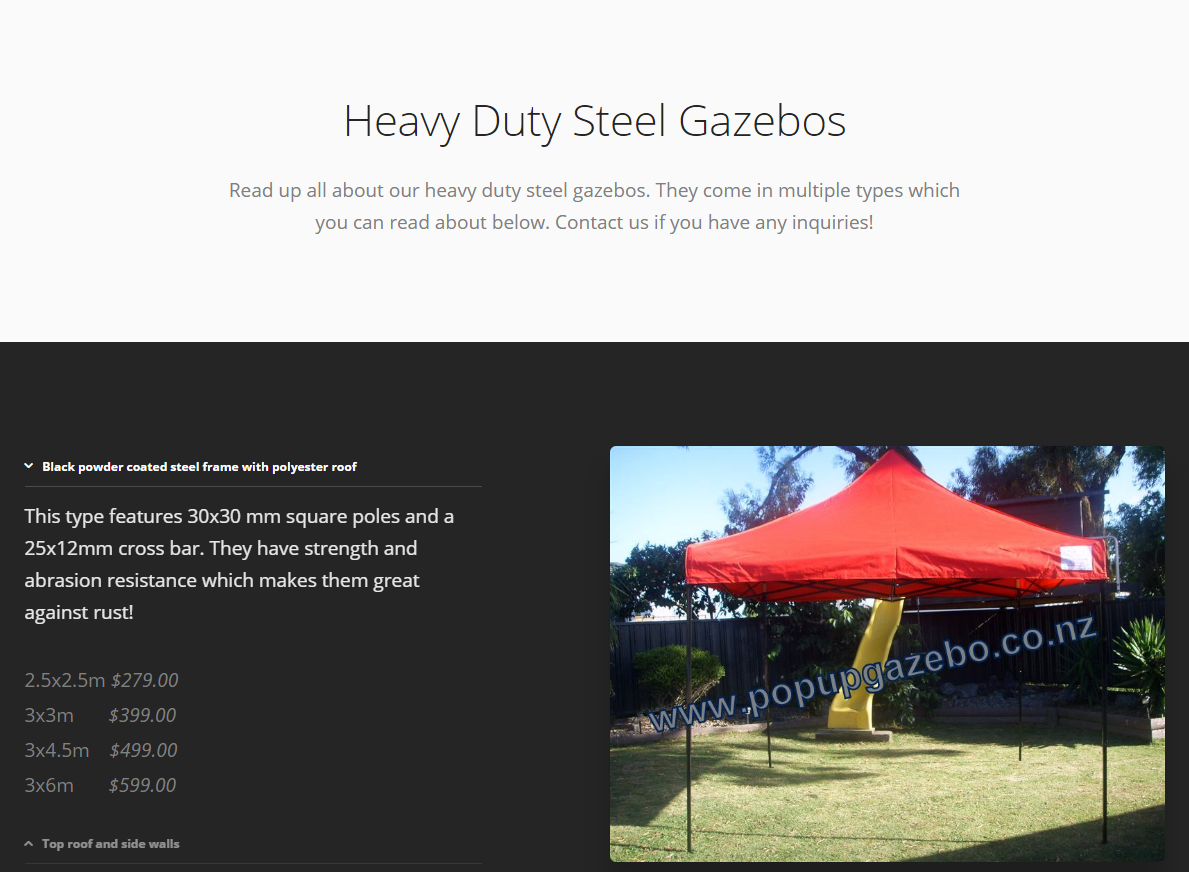 Heavy Duty Steel Gazebos
Read up all about our heavy duty steel gazebos. They come in multiple types which
you can read about below. Contact us if you have any inquiries!
Black powder coated steel frame with polyester roof
This type features 30x30 mm square poles and a
25x12mm cross bar. They have strength and
abrasion resistance which makes them great
against rust!
2.5x2.5m $279.00
3x3m $399.00
3x4.5m $499.00
3x6m $599.00
Top roof and side walls
www.popupgazebo.co.nz